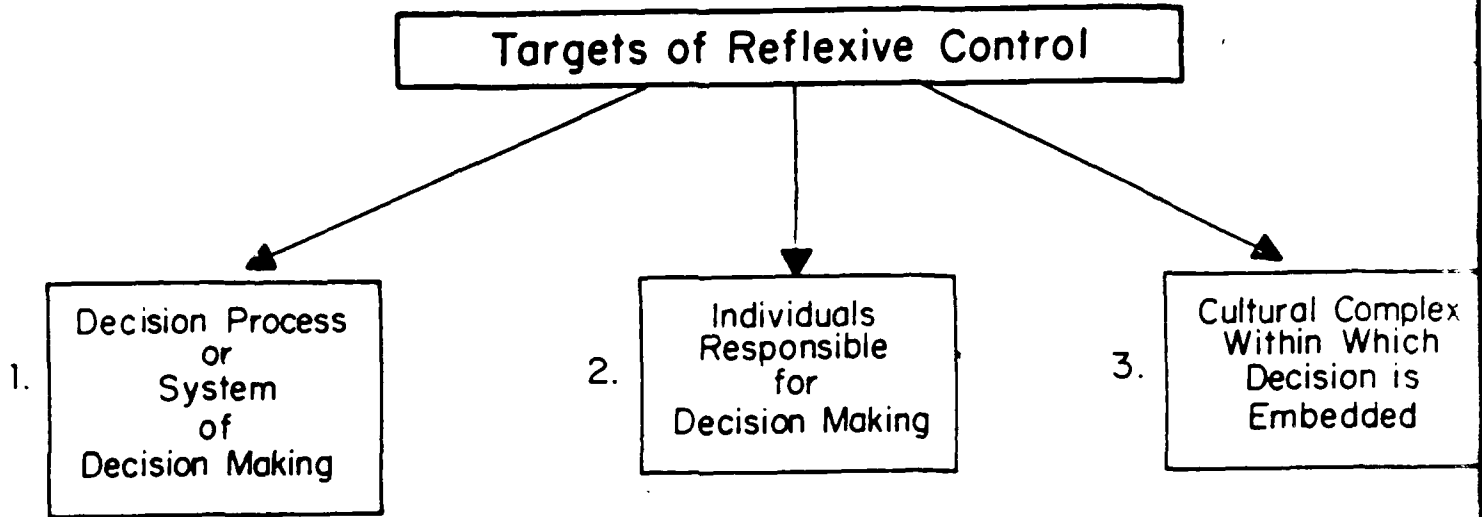 Targets of Reflexive Control
1.
Decision Process
or
System
of
Decision Making
2.
Individuals
Responsible
for
Decision Making
3.
Cultural Complex
Within Which
Decision is
Embedded